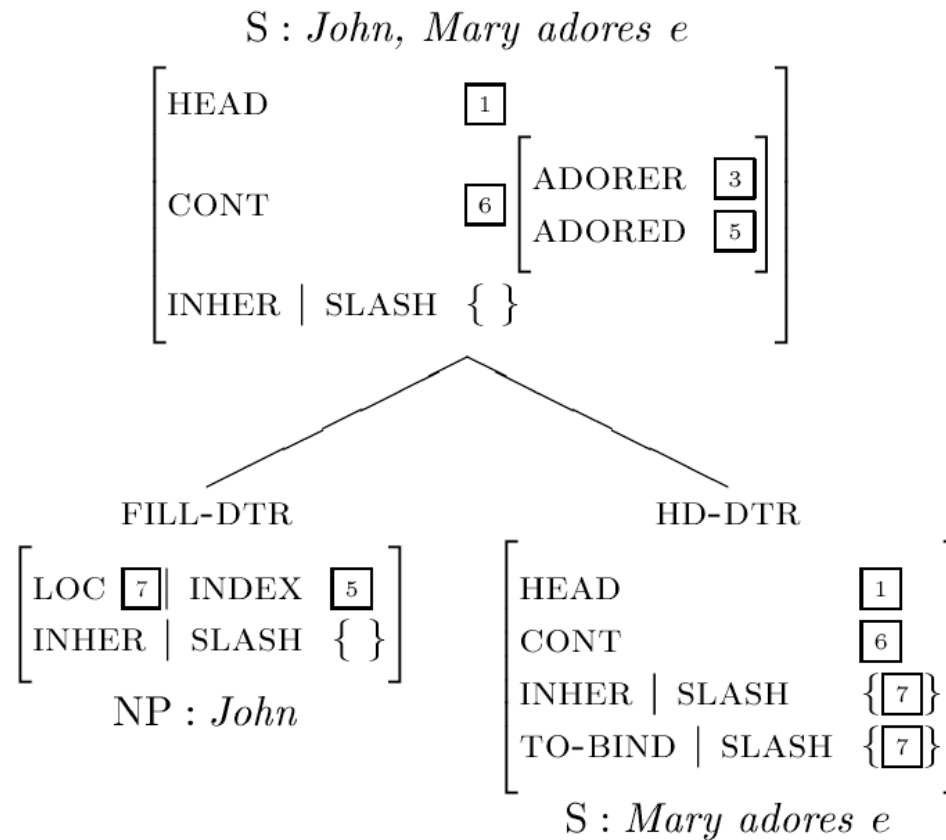 S : John, Mary adores e
HEAD 1
ADORER 3
CONT 6
ADORED 5
INHER | SLASH { }
FILL-DTR
LOC 7 | INDEX 5
INHER | SLASH { }
NP : John
HD-DTR
HEAD 1
CONT 6
INHER | SLASH { 7 }
TO-BIND | SLASH { 7 }
S : Mary adores e